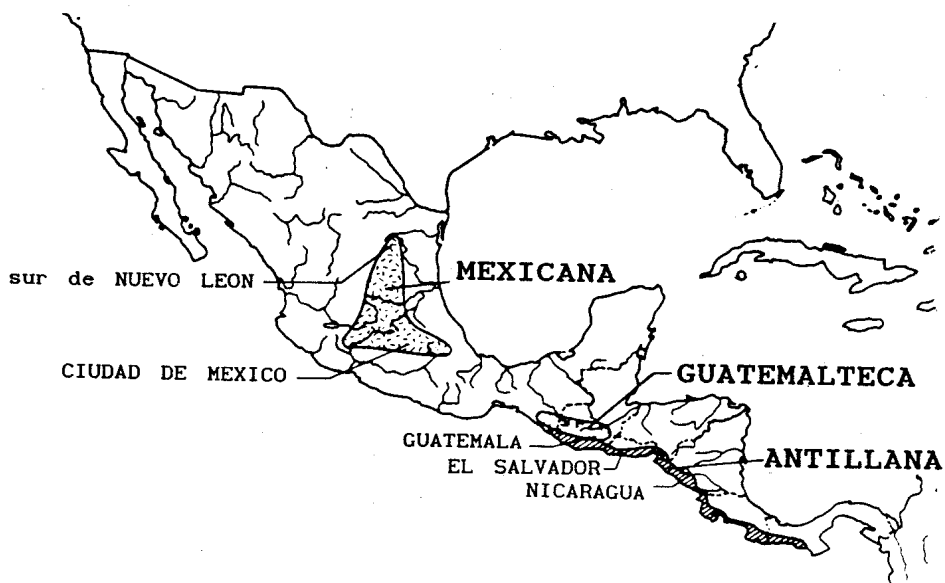 sur de NUEVO LEON
MEXICANA
CIUDAD DE MEXICO
GUATEMALTECA
GUATEMALA
EL SALVADOR
ANTILLANA
NICARAGUA